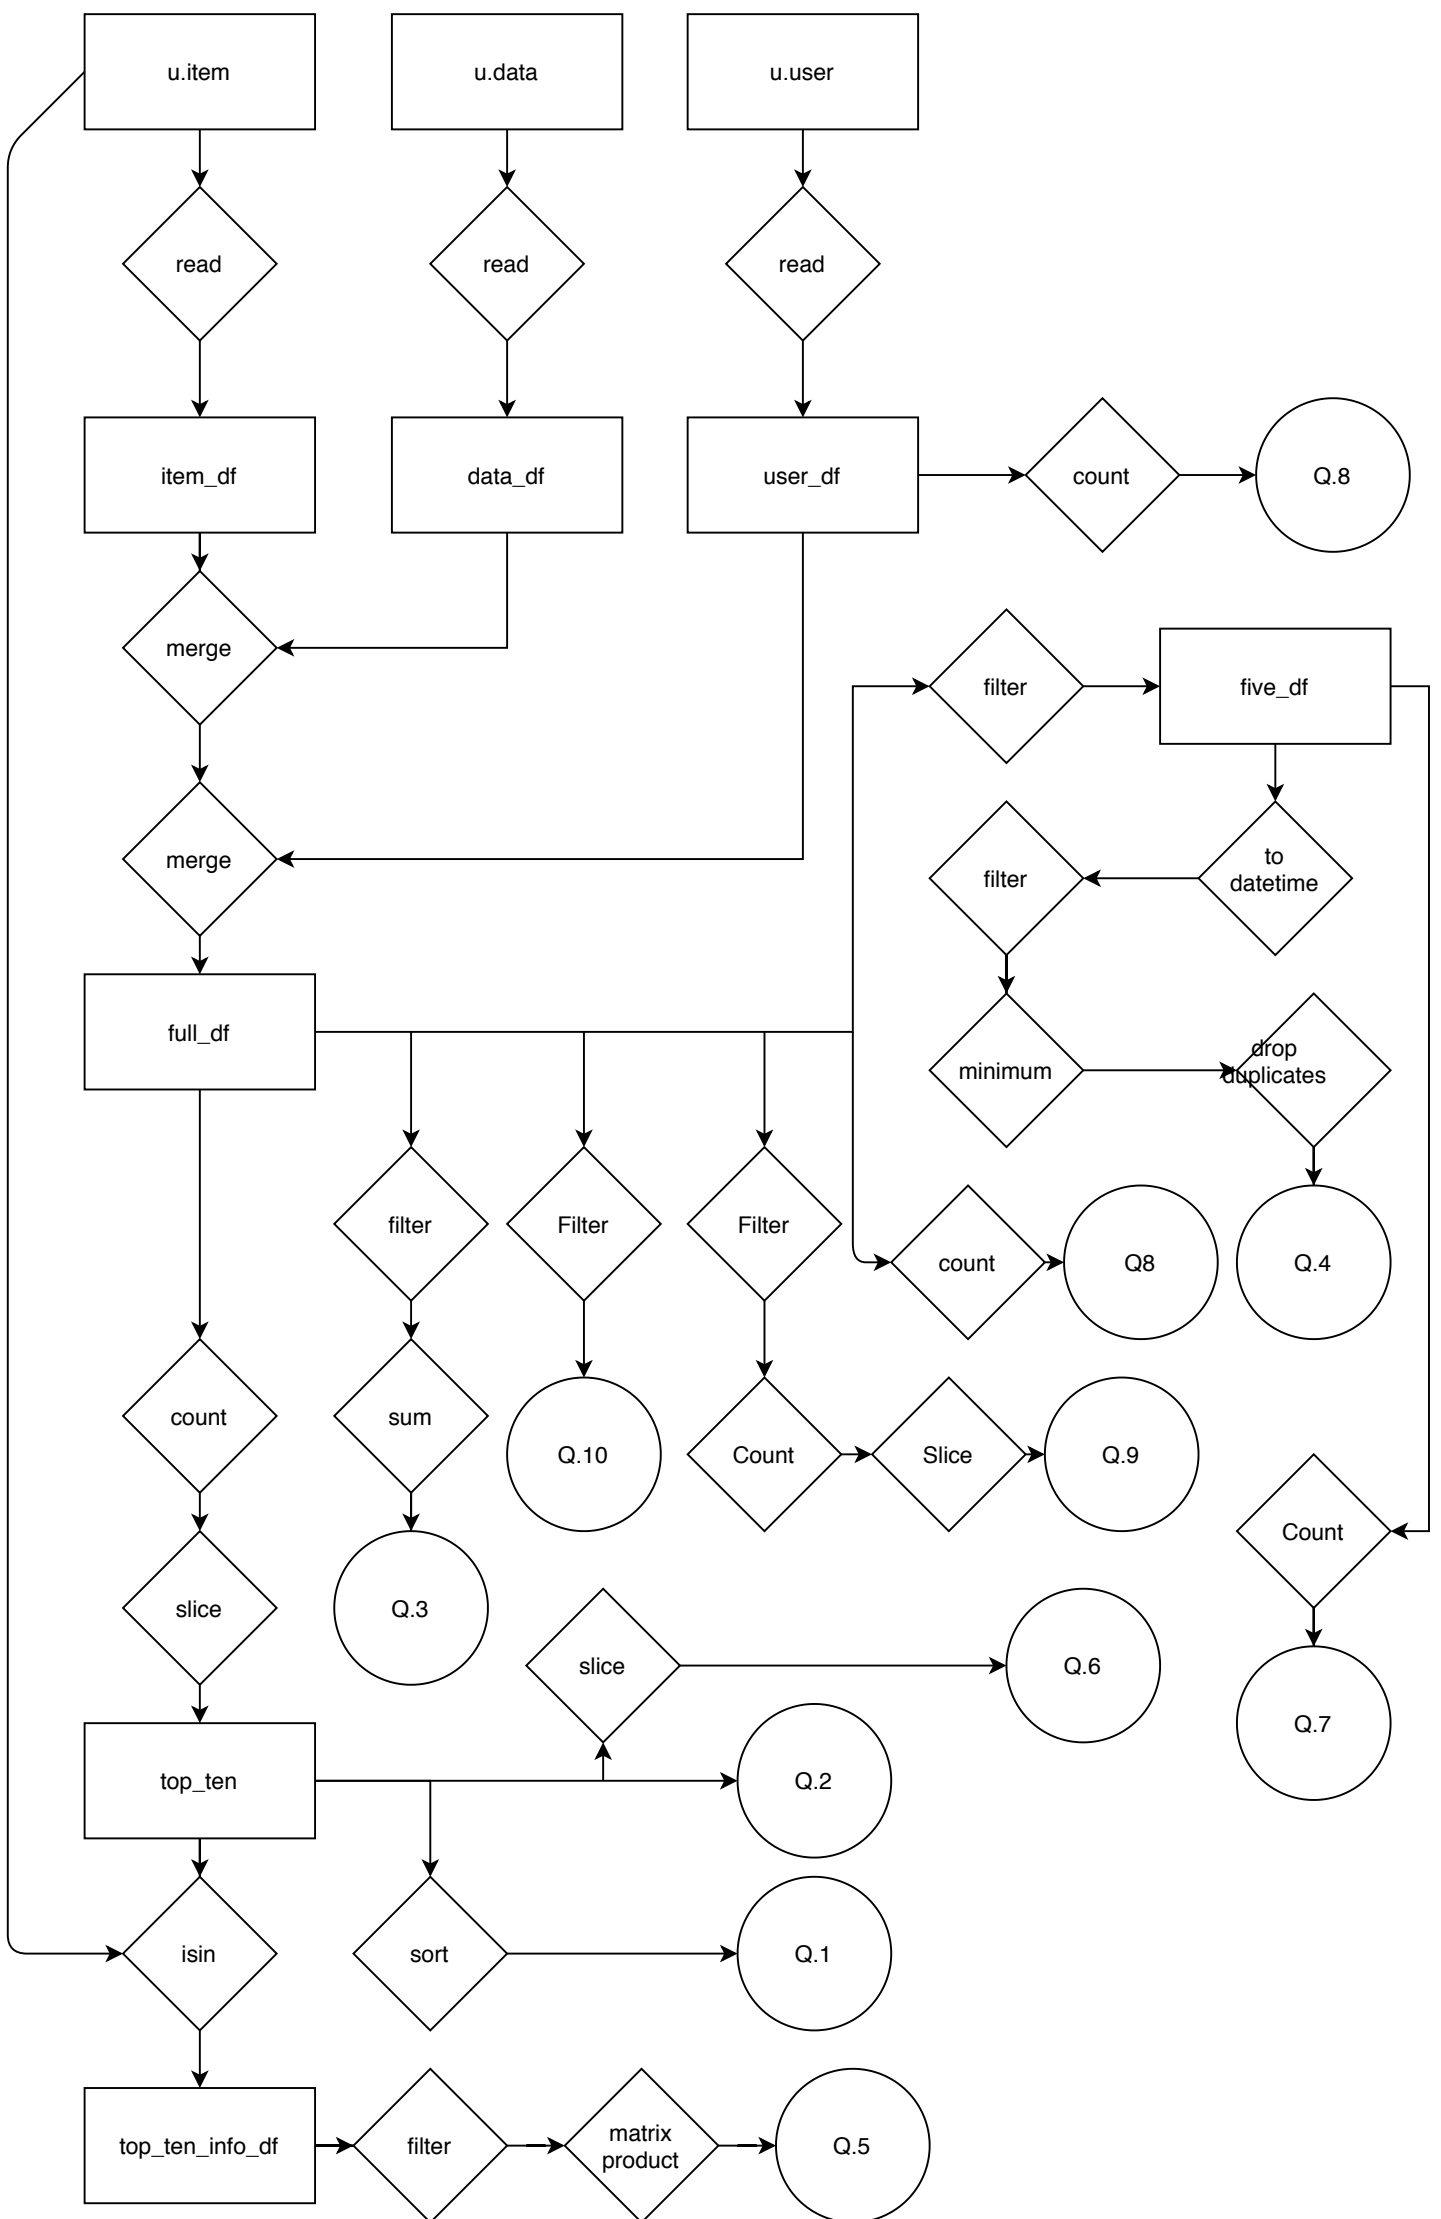 u.item
u.data
u.user
read
read
read
item_df
data_df
user_df
count
Q.8
merge
filter
five_df
merge
filter
to
datetime
full_df
minimum
drop
duplicates
filter
Filter
Filter
count
Q8
Q.4
count
sum
Q.10
Count
Slice
Q.9
Count
slice
Q.3
slice
Q.6
Q.7
top_ten
Q.2
isin
sort
Q.1
top_ten_info_df
filter
matrix
product
Q.5